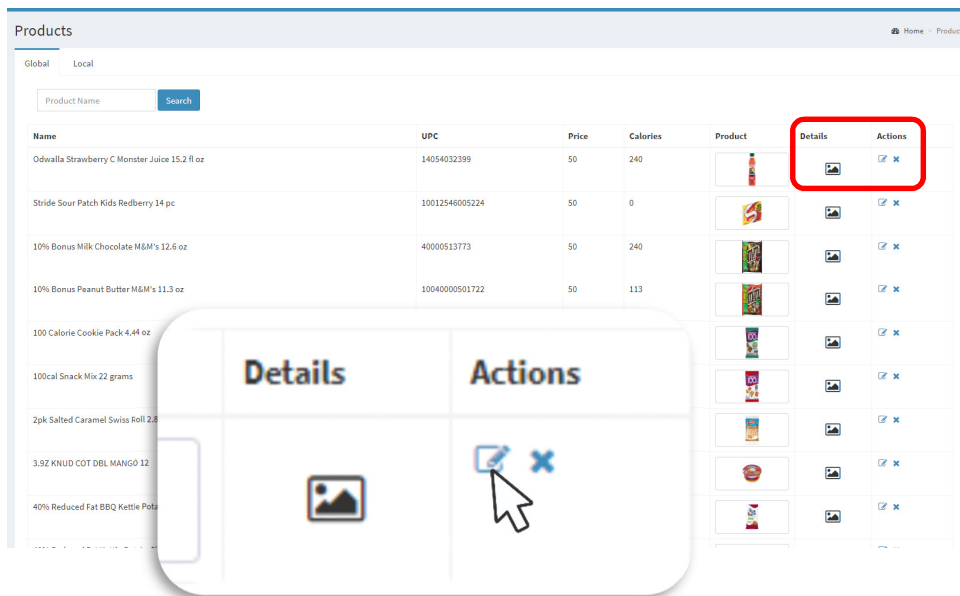 Products
Home > Produc
Global Local
Product Name Search
Name UPC Price Calories Product Details Actions
Odwalla Strawberry C Monster Juice 15.2 fl oz 14054032399 50 240
Stride Sour Patch Kids Redberry 14 pc 10012546005224 50 0
10% Bonus Milk Chocolate M&M's 12.6 oz 40000513773 50 240
10% Bonus Peanut Butter M&M's 11.3 oz 10040000501722 50 113
100 Calorie Cookie Pack 4.44 oz
100cal Snack Mix 22 grams
2pk Salted Caramel Swiss Roll 2.8
3.9Z KNUD COT DBL MANGO 12
40% Reduced Fat BBQ Kettle Pota
Details Actions